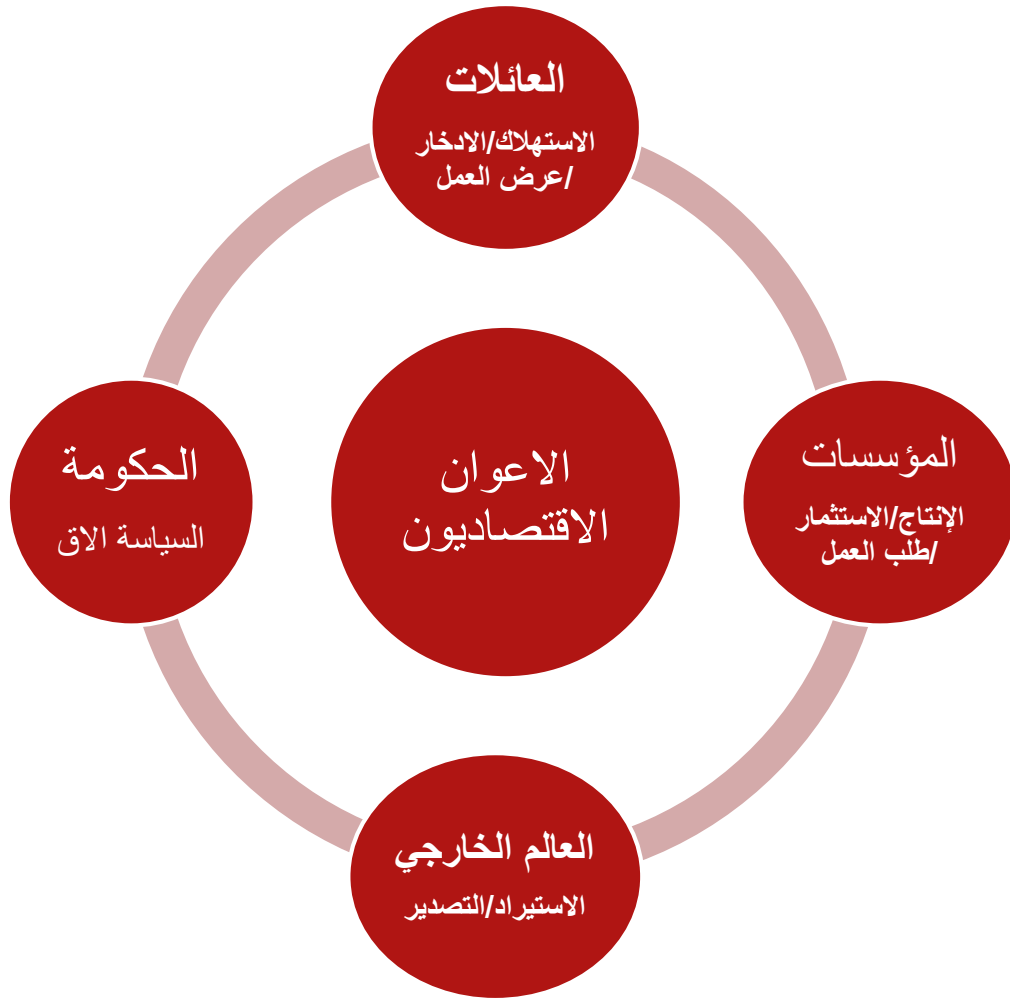 العائلات
الاستهلاك/الادخار
/عرض العمل
المؤسسات
الإنتاج/الاستثمار
/طلب العمل
العالم الخارجي
الاستيراد/التصدير
الحكومة
السياسة الاق
الاعوان
الاقتصاديون